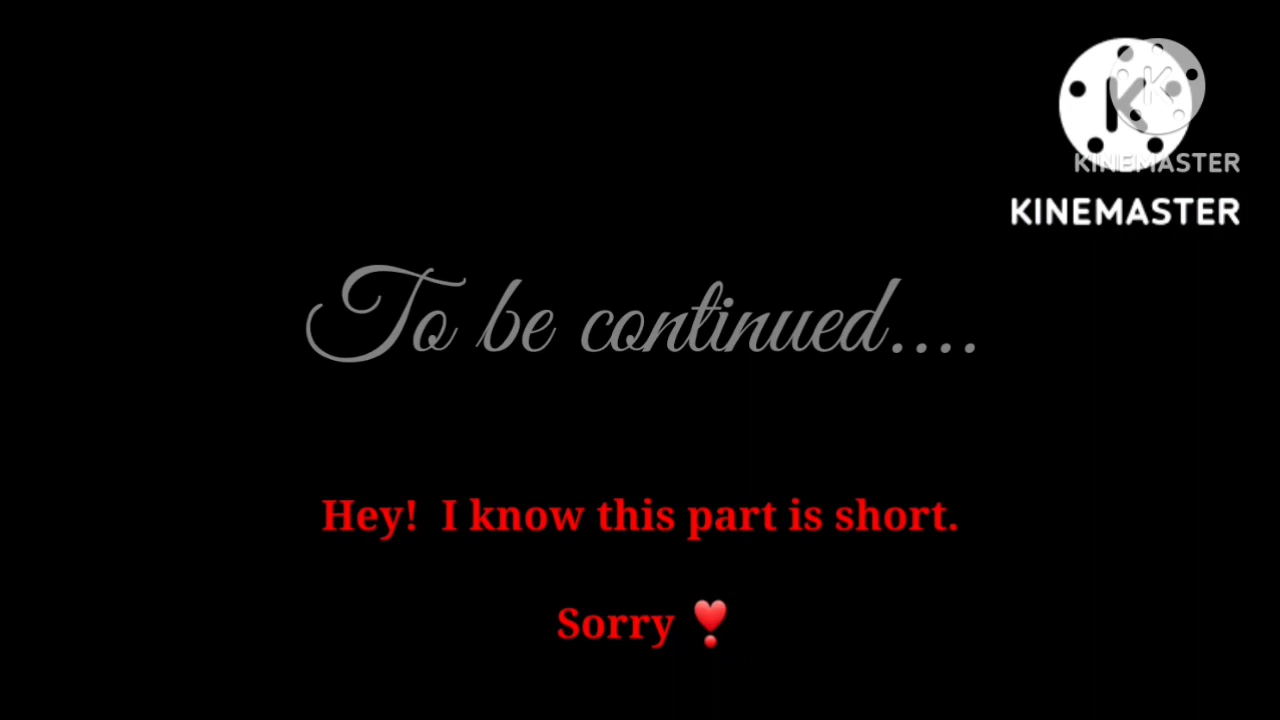 KINEMASTER
KINEMASTER
To be continued....
Hey! I know this part is short.
Sorry ❣